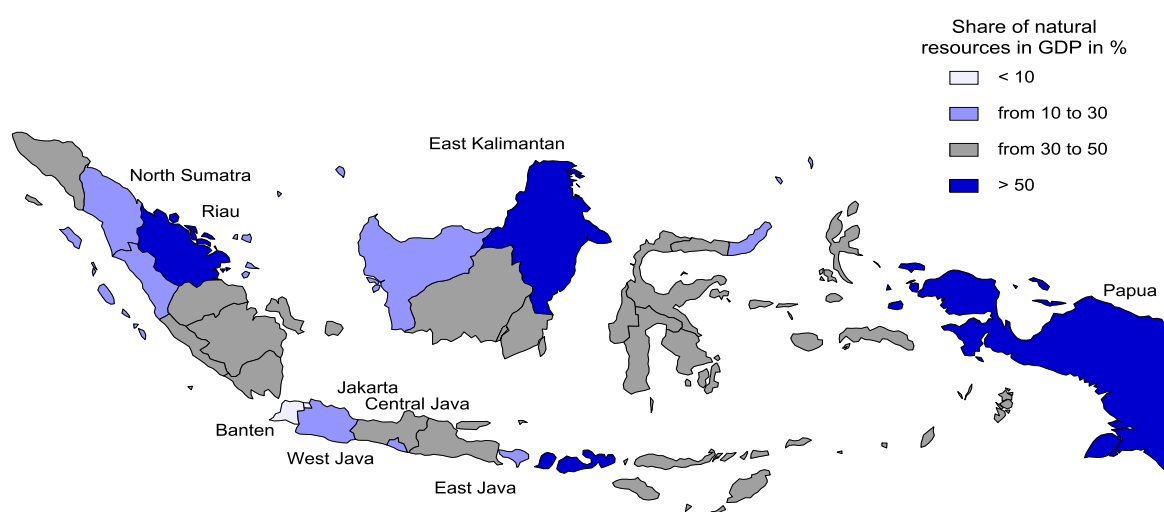 Share of natural
resources in GDP in %
< 10
from 10 to 30
from 30 to 50
> 50
East Kalimantan
North Sumatra
Riau
Papua
Jakarta
Central Java
Banten
West Java
East Java